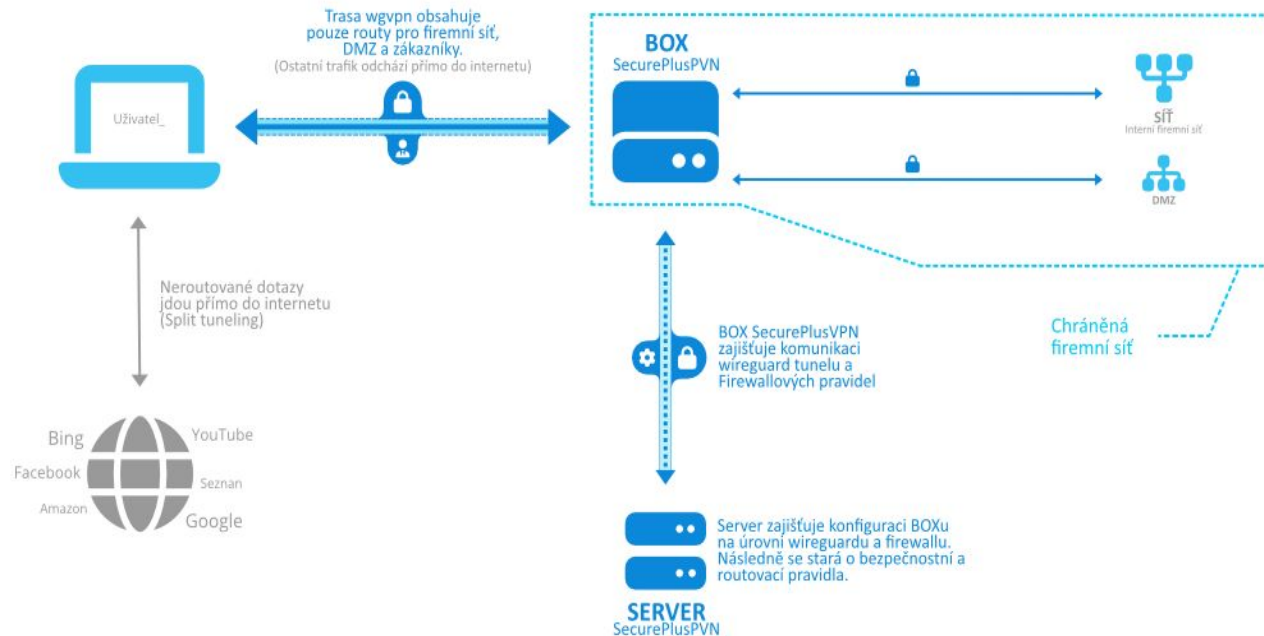 Trasa wgvpn obsahuje
pouze routy pro firemní síť,
DMZ a zákazníky.
(Ostatní trafik odchází přímo do internetu)
BOX
SecurePlusPVN
Uživatel_
SÍŤ
Interní firemní síť
DMZ
Neroutované dotazy
jdou přímo do internetu
(Split tuneling)
BOX SecurePlusVPN
zajišťuje komunikaci
wireguard tunelu a
Firewallových pravidel
Chráněná
firemní síť
Bing
YouTube
Facebook
Seznan
Amazon
Google
Server zajišťuje konfiguraci BOXu
na úrovní wireguardu a firewallu.
Následně se stará o bezpečnostní a
routovací pravidla.
SERVER
SecurePlusPVN